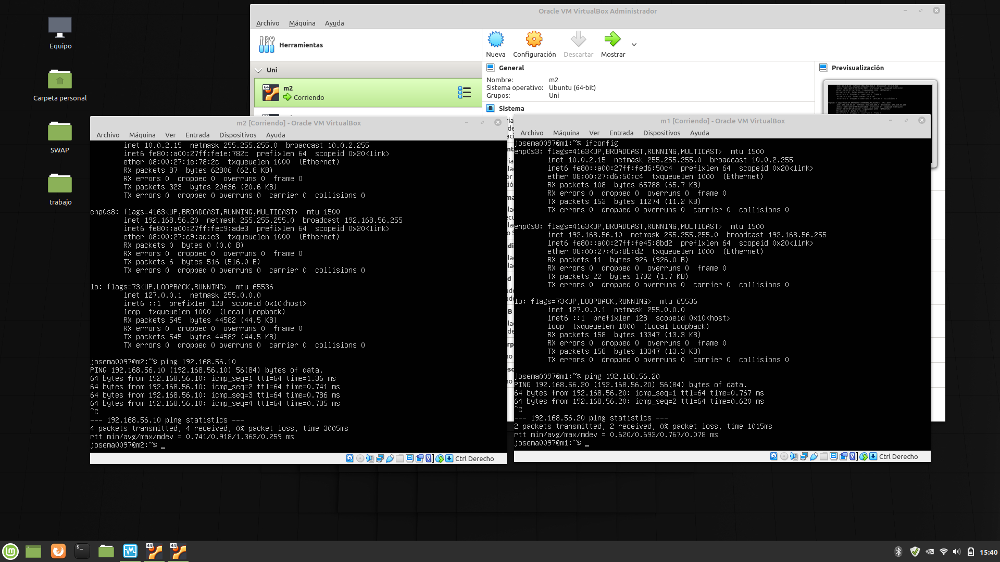 Equipo
Carpeta personal
SWAP
trabajo
Oracle VM VirtualBox Administrador
Archivo Máquina Ayuda
Herramientas
Nueva Configuración Descartar Mostrar
Uni
64
m2
Corriendo
General
Nombre: m2
Sistema operativo: Ubuntu (64-bit)
Grupos: Uni
Sistema
Previsualización
m2 [Corriendo] - Oracle VM VirtualBox
Archivo Máquina Ver Entrada Dispositivos Ayuda
inet 10.0.2.15 netmask 255.255.255.0 broadcast 10.0.2.255
inet6 fe80::a00:27ff:fe1e:782c prefixlen 64 scopeid 0x20<link>
ether 08:00:27:1e:78:2c txqueuelen 1000 (Ethernet)
RX packets 87 bytes 62806 (62.8 KB)
RX errors 0 dropped 0 overruns 0 frame 0
TX packets 323 bytes 20636 (20.6 KB)
TX errors 0 dropped 0 overruns 0 carrier 0 collisions 0
enp0s8: flags=4163<UP,BROADCAST,RUNNING,MULTICAST> mtu 1500
inet 192.168.56.20 netmask 255.255.255.0 broadcast 192.168.56.255
inet6 fe80::a00:27ff:fec9:ade3 prefixlen 64 scopeid 0x20<link>
ether 08:00:27:c9:ad:e3 txqueuelen 1000 (Ethernet)
RX packets 0 bytes 0 (0.0 B)
RX errors 0 dropped 0 overruns 0 frame 0
TX packets 6 bytes 516 (516.0 B)
TX errors 0 dropped 0 overruns 0 carrier 0 collisions 0
lo: flags=73<UP,LOOPBACK,RUNNING> mtu 65536
inet 127.0.0.1 netmask 255.0.0.0
inet6 ::1 prefixlen 128 scopeid 0x10<host>
loop txqueuelen 1000 (Local Loopback)
RX packets 545 bytes 44582 (44.5 KB)
RX errors 0 dropped 0 overruns 0 frame 0
TX packets 545 bytes 44582 (44.5 KB)
TX errors 0 dropped 0 overruns 0 carrier 0 collisions 0
josema0097@m2:~$ ping 192.168.56.10
PING 192.168.56.10 (192.168.56.10) 56(84) bytes of data.
64 bytes from 192.168.56.10: icmp_seq=1 ttl=64 time=1.36 ms
64 bytes from 192.168.56.10: icmp_seq=2 ttl=64 time=0.741 ms
64 bytes from 192.168.56.10: icmp_seq=3 ttl=64 time=0.786 ms
64 bytes from 192.168.56.10: icmp_seq=4 ttl=64 time=0.785 ms
^C
--- 192.168.56.10 ping statistics ---
4 packets transmitted, 4 received, 0% packet loss, time 3005ms
rtt min/avg/max/mdev = 0.741/0.918/1.363/0.259 ms
josema0097@m2:~$ _
Ctrl Derecho
m1 [Corriendo] - Oracle VM VirtualBox
Archivo Máquina Ver Entrada Dispositivos Ayuda
josema0097@m1:~$ ifconfig
enp0s3: flags=4163<UP,BROADCAST,RUNNING,MULTICAST> mtu 1500
inet 10.0.2.15 netmask 255.255.255.0 broadcast 10.0.2.255
inet6 fe80::a00:27ff:fed6:50c4 prefixlen 64 scopeid 0x20<link>
ether 08:00:27:d6:50:c4 txqueuelen 1000 (Ethernet)
RX packets 108 bytes 65788 (65.7 KB)
RX errors 0 dropped 0 overruns 0 frame 0
TX packets 153 bytes 11274 (11.2 KB)
TX errors 0 dropped 0 overruns 0 carrier 0 collisions 0
enp0s8: flags=4163<UP,BROADCAST,RUNNING,MULTICAST> mtu 1500
inet 192.168.56.10 netmask 255.255.255.0 broadcast 192.168.56.255
inet6 fe80::a00:27ff:fe45:8bd2 prefixlen 64 scopeid 0x20<link>
ether 08:00:27:45:8b:d2 txqueuelen 1000 (Ethernet)
RX packets 11 bytes 926 (926.0 B)
RX errors 0 dropped 0 overruns 0 frame 0
TX packets 22 bytes 1792 (1.7 KB)
TX errors 0 dropped 0 overruns 0 carrier 0 collisions 0
lo: flags=73<UP,LOOPBACK,RUNNING> mtu 65536
inet 127.0.0.1 netmask 255.0.0.0
inet6 ::1 prefixlen 128 scopeid 0x10<host>
loop txqueuelen 1000 (Local Loopback)
RX packets 158 bytes 13347 (13.3 KB)
RX errors 0 dropped 0 overruns 0 frame 0
TX packets 158 bytes 13347 (13.3 KB)
TX errors 0 dropped 0 overruns 0 carrier 0 collisions 0
josema0097@m1:~$ ping 192.168.56.20
PING 192.168.56.20 (192.168.56.20) 56(84) bytes of data.
64 bytes from 192.168.56.20: icmp_seq=1 ttl=64 time=0.767 ms
64 bytes from 192.168.56.20: icmp_seq=2 ttl=64 time=0.620 ms
^C
--- 192.168.56.20 ping statistics ---
2 packets transmitted, 2 received, 0% packet loss, time 1015ms
rtt min/avg/max/mdev = 0.620/0.693/0.767/0.078 ms
josema0097@m1:~$ _
Ctrl Derecho
64
64
15:40